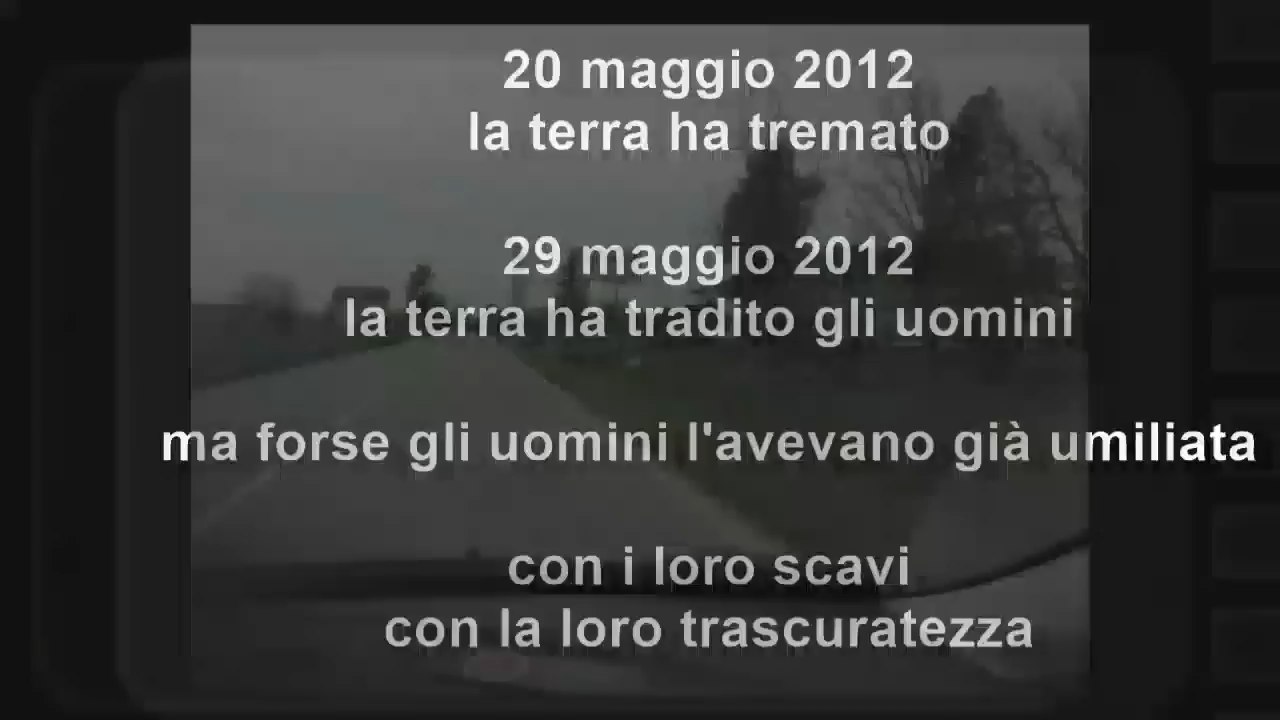 20 maggio 2012
la terra ha tremato
29 maggio 2012
la terra ha tradito gli uomini
ma forse gli uomini l'avevano già umiliata
con i loro scavi
con la loro trascuratezza